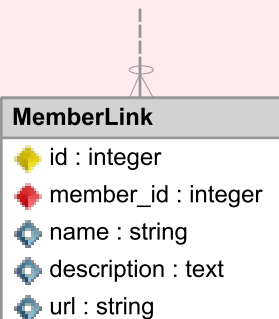 MemberLink
id : integer
member_id : integer
name : string
description : text
url : string